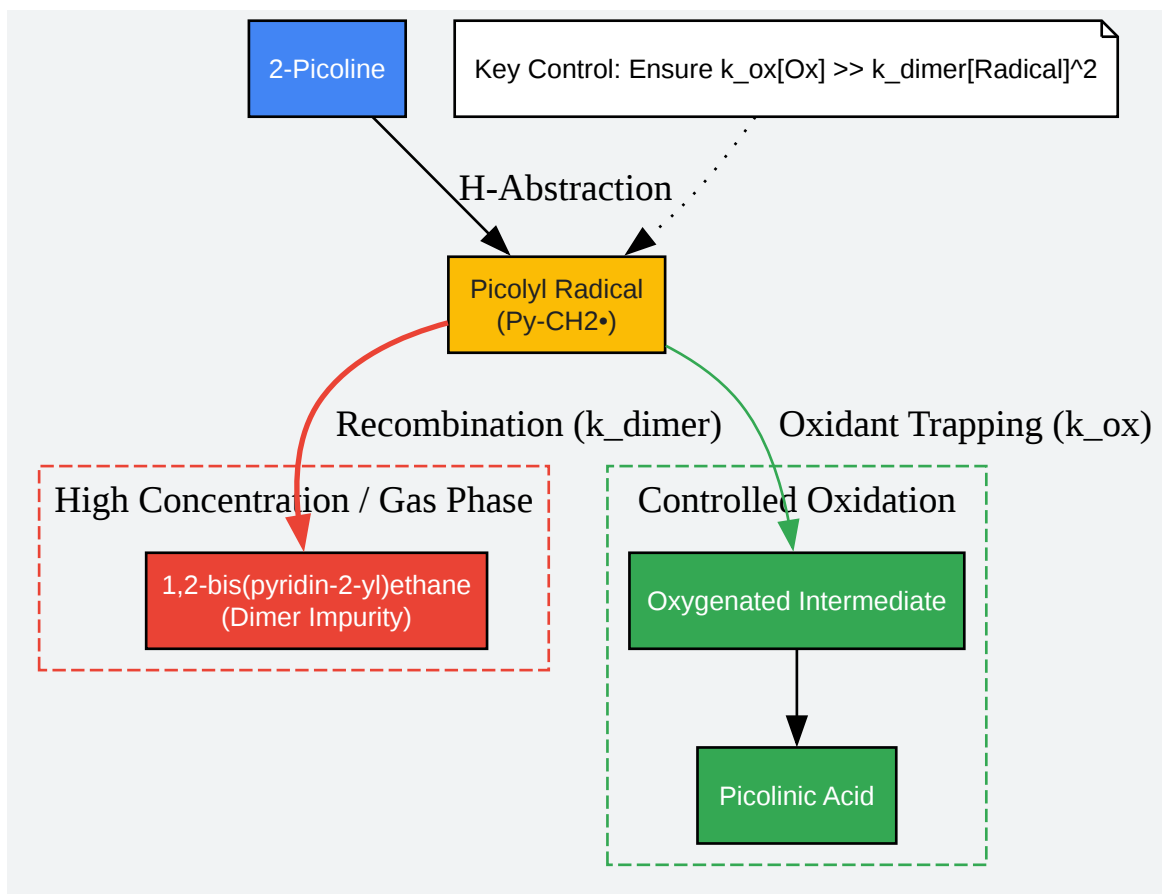 2-Picoline
Key Control: Ensure k_ox[Ox] >> k_dimer[Radical]^2
H-Abstraction
Picolyl Radical
(Py-CH2•)
Recombination (k_dimer)
Oxidant Trapping (k_ox)
High Concentration / Gas Phase
Controlled Oxidation
1,2-bis(pyridin-2-yl)ethane
(Dimer Impurity)
Oxygenated Intermediate
Picolinic Acid